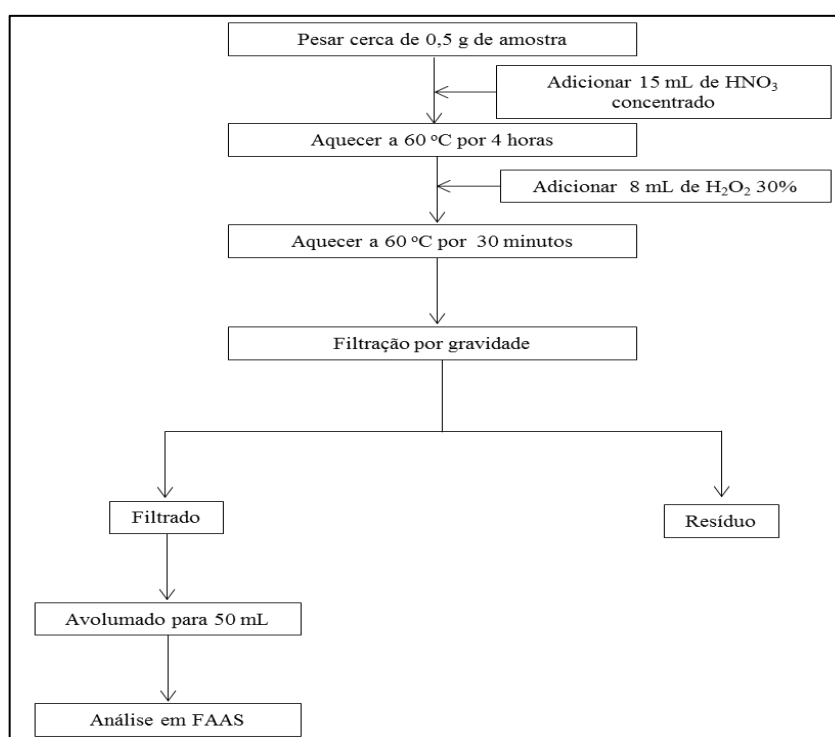 Pesar cerca de 0,5 g de amostra
Adicionar 15 mL de HNO₃
concentrado
Aquecer a 60 ºC por 4 horas
Adicionar 8 mL de H₂O₂ 30%
Aquecer a 60 ºC por 30 minutos
Filtração por gravidade
Filtrado
Resíduo
Avolumado para 50 mL
Análise em FAAS